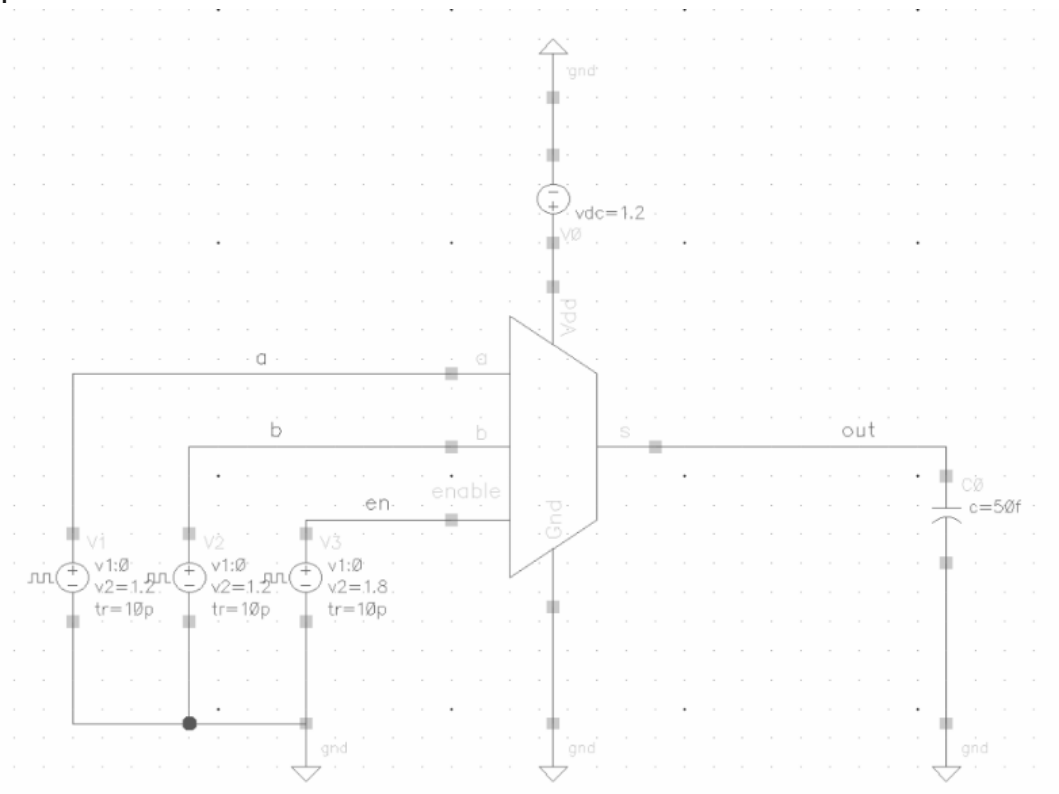 gnd
vdc=1.2
V0
Vdd
a
a
b
b
s
out
enable
en
Gnd
C0
c=50f
V1
v1:0
v2=1.2
tr=10p
V2
v1:0
v2=1.2
tr=10p
V3
v1:0
v2=1.8
tr=10p
gnd
gnd
gnd